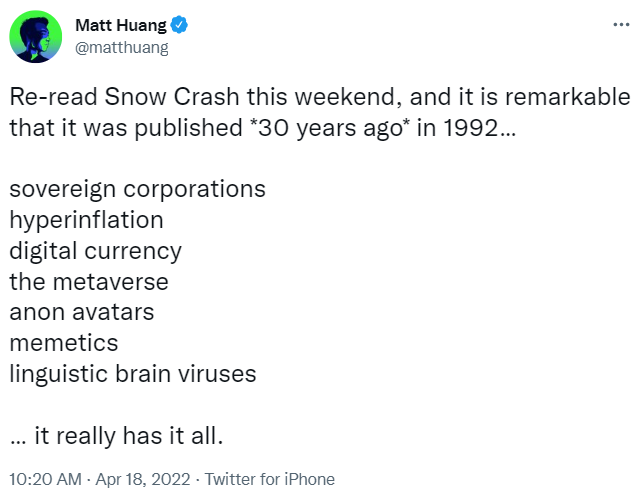 Matt Huang
@matthuang
Re-read Snow Crash this weekend, and it is remarkable
that it was published *30 years ago* in 1992...

sovereign corporations
hyperinflation
digital currency
the metaverse
anon avatars
memetics
linguistic brain viruses

... it really has it all.
10:20 AM · Apr 18, 2022 · Twitter for iPhone